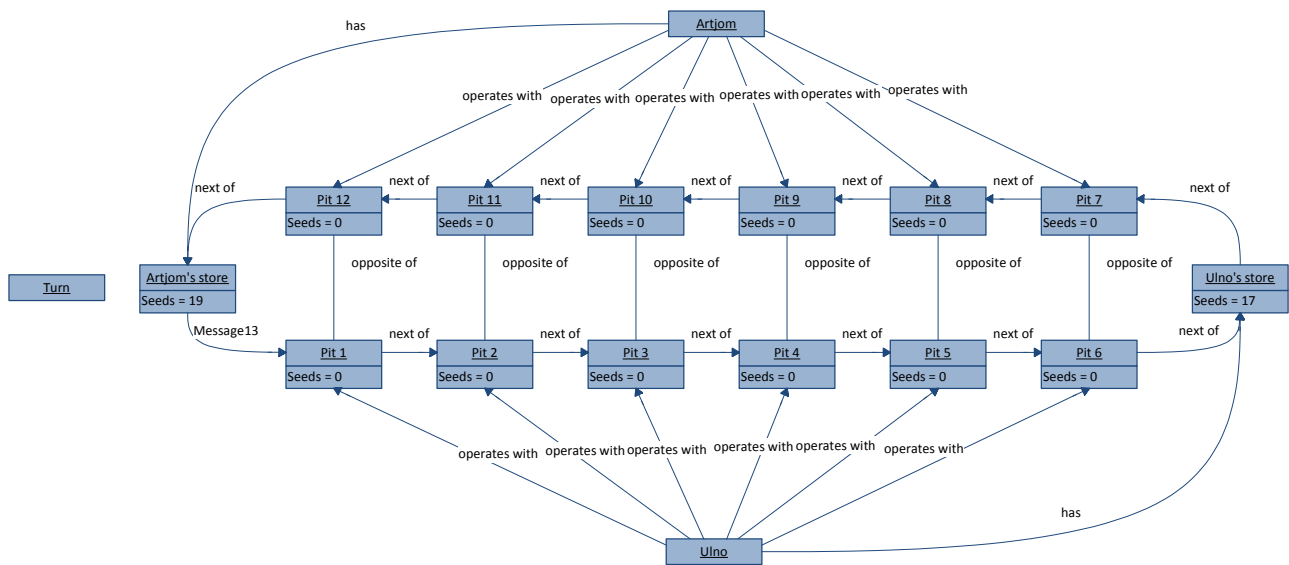 Artjom
has
operates with
operates with
operates with
operates with
operates with
operates with
next of
next of
next of
next of
next of
next of
next of
Pit 12
Seeds = 0
Pit 11
Seeds = 0
Pit 10
Seeds = 0
Pit 9
Seeds = 0
Pit 8
Seeds = 0
Pit 7
Seeds = 0
opposite of
opposite of
opposite of
opposite of
opposite of
opposite of
Turn
Artjom's store
Seeds = 19
Ulno's store
Seeds = 17
Message13
next of
next of
next of
next of
next of
next of
Pit 1
Seeds = 0
Pit 2
Seeds = 0
Pit 3
Seeds = 0
Pit 4
Seeds = 0
Pit 5
Seeds = 0
Pit 6
Seeds = 0
operates with
operates with
operates with
operates with
operates with
operates with
has
Ulno